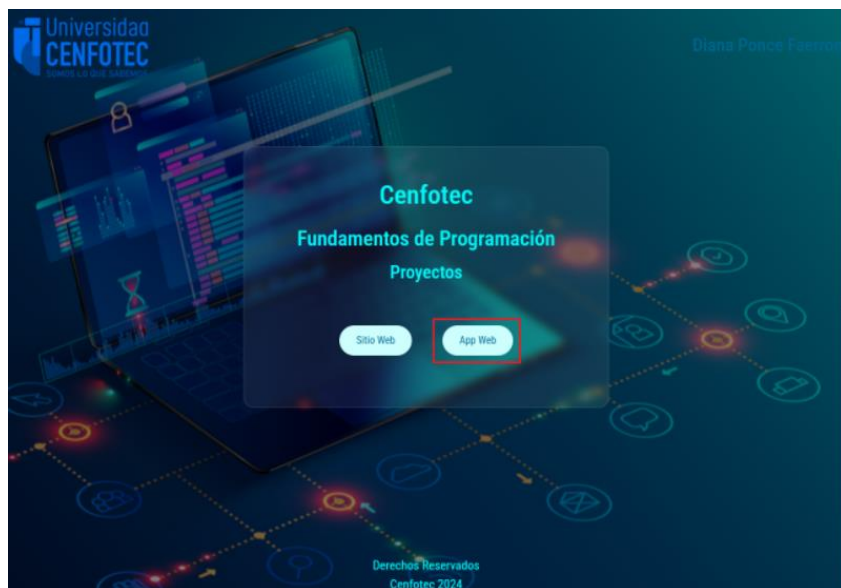 Universidad
CENFOTEC
SOMOS LO QUE SABEMOS
Diana Ponce
Cenfotec
Fundamentos de Programación
Proyectos
Sitio Web
App Web
Derechos Reservados
Cenfotec 2024